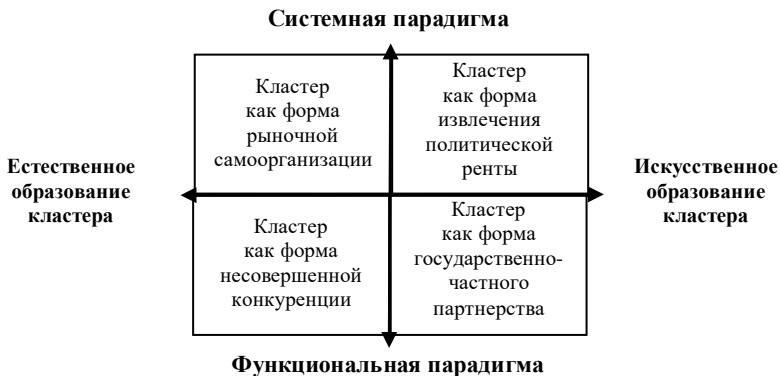 Системная парадигма
Кластер
как форма
рыночной
самоорганизации
Кластер
как форма
извлечения
политической
ренты
Естественное
образование
кластера
Искусственное
образование
кластера
Кластер
как форма
несовершенной
конкуренции
Кластер
как форма
государственно-
частного
партнерства
Функциональная парадигма